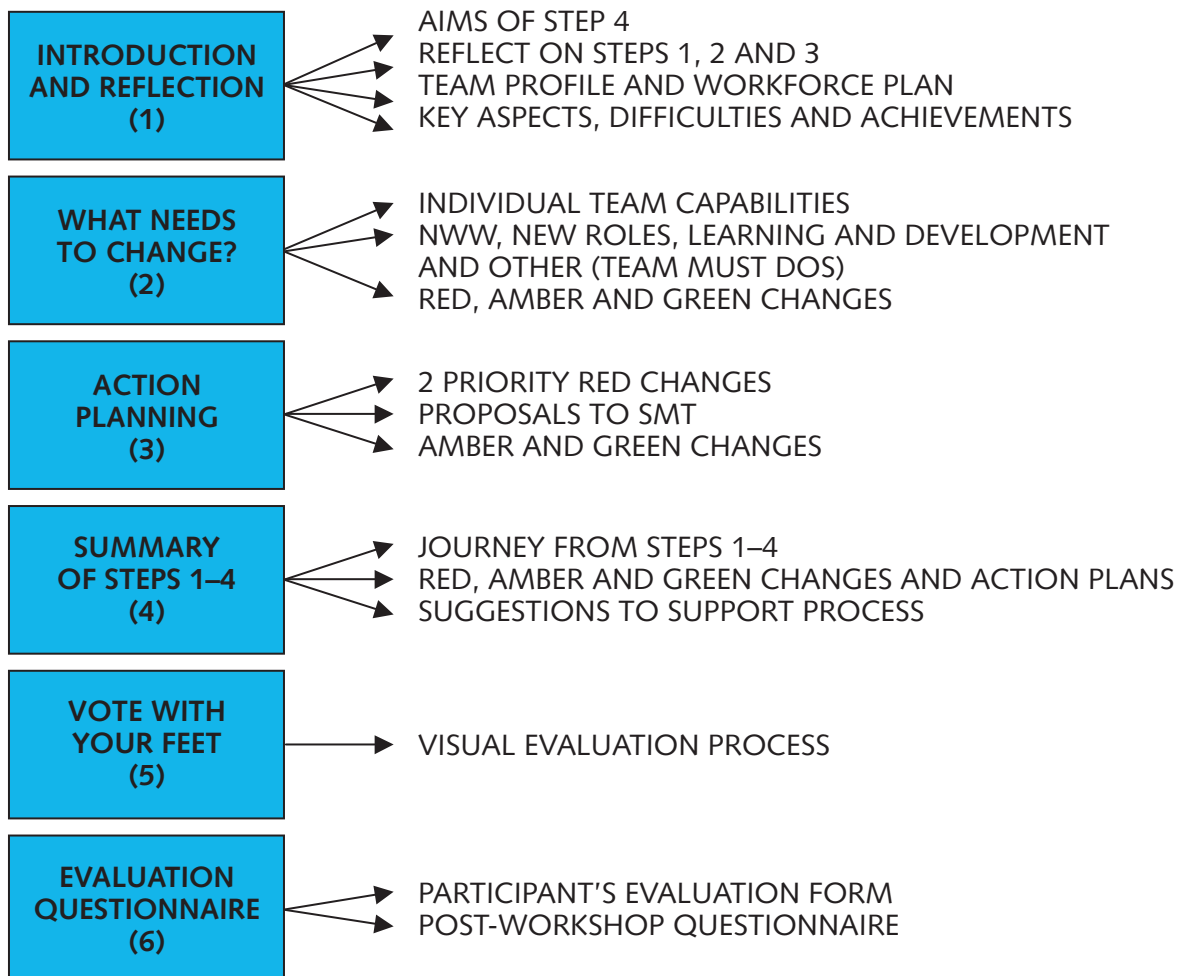 INTRODUCTION
AND REFLECTION
(1)
AIMS OF STEP 4
REFLECT ON STEPS 1, 2 AND 3
TEAM PROFILE AND WORKFORCE PLAN
KEY ASPECTS, DIFFICULTIES AND ACHIEVEMENTS
WHAT NEEDS
TO CHANGE?
(2)
INDIVIDUAL TEAM CAPABILITIES
NWW, NEW ROLES, LEARNING AND DEVELOPMENT
AND OTHER (TEAM MUST DOS)
RED, AMBER AND GREEN CHANGES
ACTION
PLANNING
(3)
2 PRIORITY RED CHANGES
PROPOSALS TO SMT
AMBER AND GREEN CHANGES
SUMMARY
OF STEPS 1–4
(4)
JOURNEY FROM STEPS 1–4
RED, AMBER AND GREEN CHANGES AND ACTION PLANS
SUGGESTIONS TO SUPPORT PROCESS
VOTE WITH
YOUR FEET
(5)
VISUAL EVALUATION PROCESS
EVALUATION
QUESTIONNAIRE
(6)
PARTICIPANT'S EVALUATION FORM
POST-WORKSHOP QUESTIONNAIRE